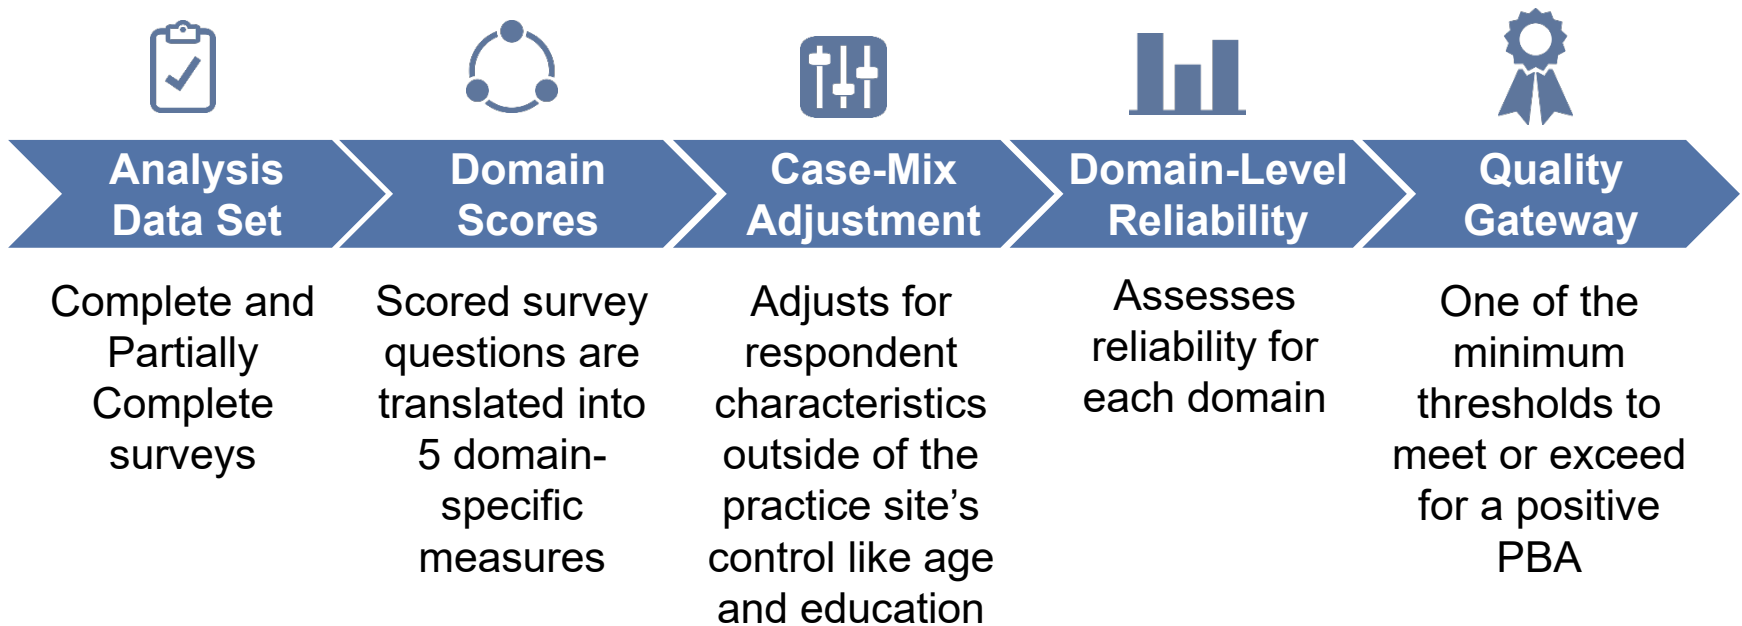 Analysis
Data Set
Domain
Scores
Case-Mix
Adjustment
Domain-Level
Reliability
Quality
Gateway
Complete and
Partially
Complete
surveys
Scored survey
questions are
translated into
5 domain-
specific
measures
Adjusts for
respondent
characteristics
outside of the
practice site’s
control like age
and education
Assesses
reliability for
each domain
One of the
minimum
thresholds to
meet or exceed
for a positive
PBA